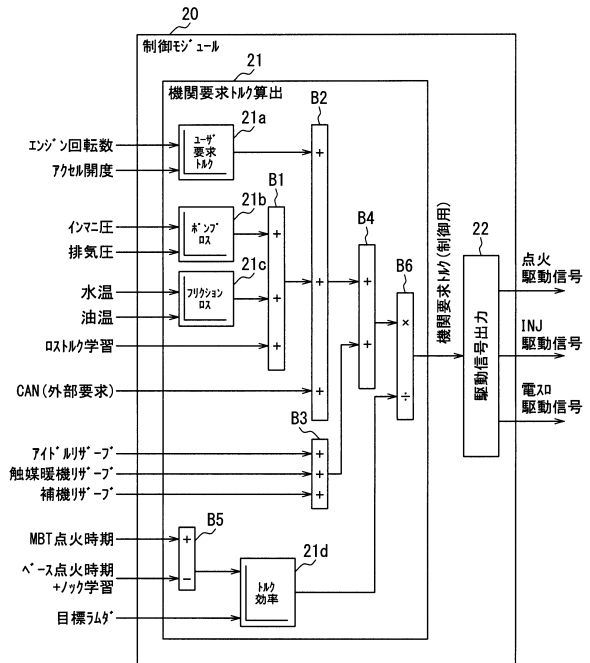 20
制御ﾓｼﾞｭｰﾙ
21
機関要求ﾄﾙｸ算出
B2
21a
ｴﾝｼﾞﾝ回転数
ｱｸｾﾙ開度
ﾕｰｻﾞ
要求
ﾄﾙｸ
+
21b
B1
ｲﾝﾏﾆ圧
排気圧
ﾎﾟﾝﾌﾟ
ﾛｽ
+
B4
22
21c
B6
水温
油温
ﾌﾘｸｼｮﾝ
ﾛｽ
+
+
+
×
機関要求ﾄﾙｸ(制御用)
駆動信号出力
点火
駆動信号
INJ
駆動信号
電ｽﾛ
駆動信号
ﾛｽﾄﾙｸ学習
+
+
CAN(外部要求)
+
÷
B3
ｱｲﾄﾞﾙﾘｻﾞｰﾌﾞ
+
触媒暖機ﾘｻﾞｰﾌﾞ
+
補機ﾘｻﾞｰﾌﾞ
+
B5
MBT点火時期
+
21d
ﾍﾞｰｽ点火時期
+ﾉｯｸ学習
−
ﾄﾙｸ
効率
目標ﾗﾑﾀﾞ